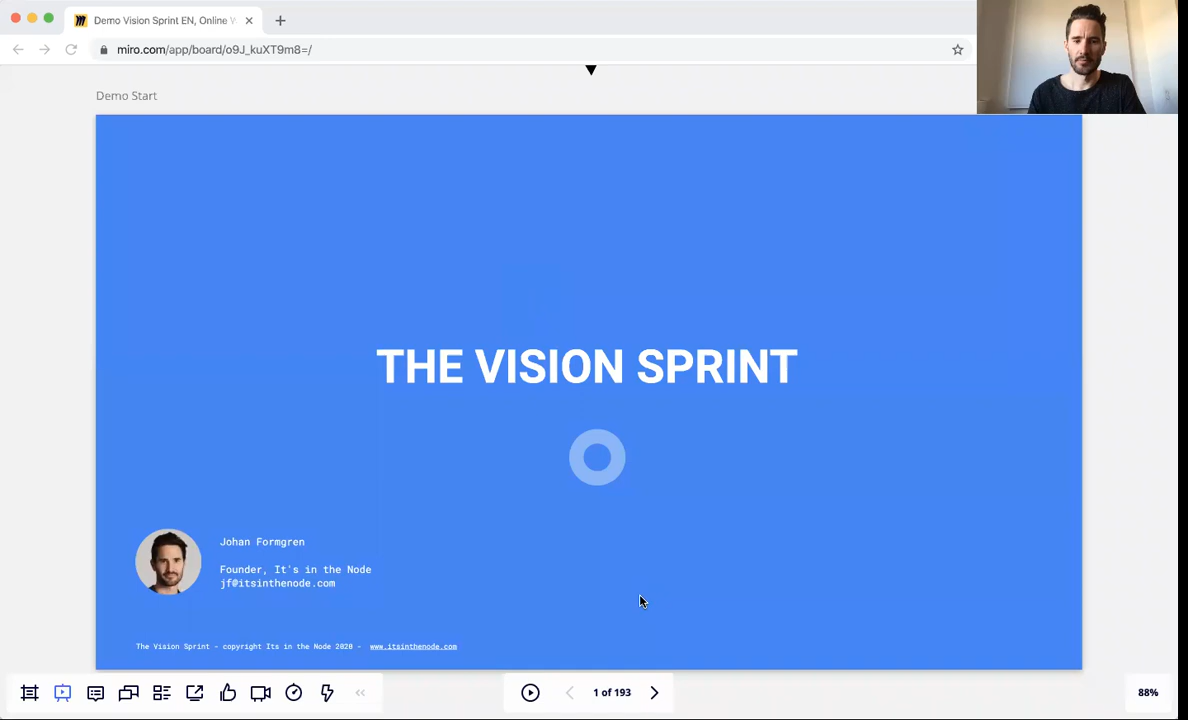 Demo Vision Sprint EN, Online W
miro.com/app/board/o9J_kuXT9m8=/
Demo Start
THE VISION SPRINT
Johan Formgren
Founder, It's in the Node
jf@itsinthenode.com
The Vision Sprint - copyright Its in the Node 2020 - www.itsinthenode.com
1 of 193
88%